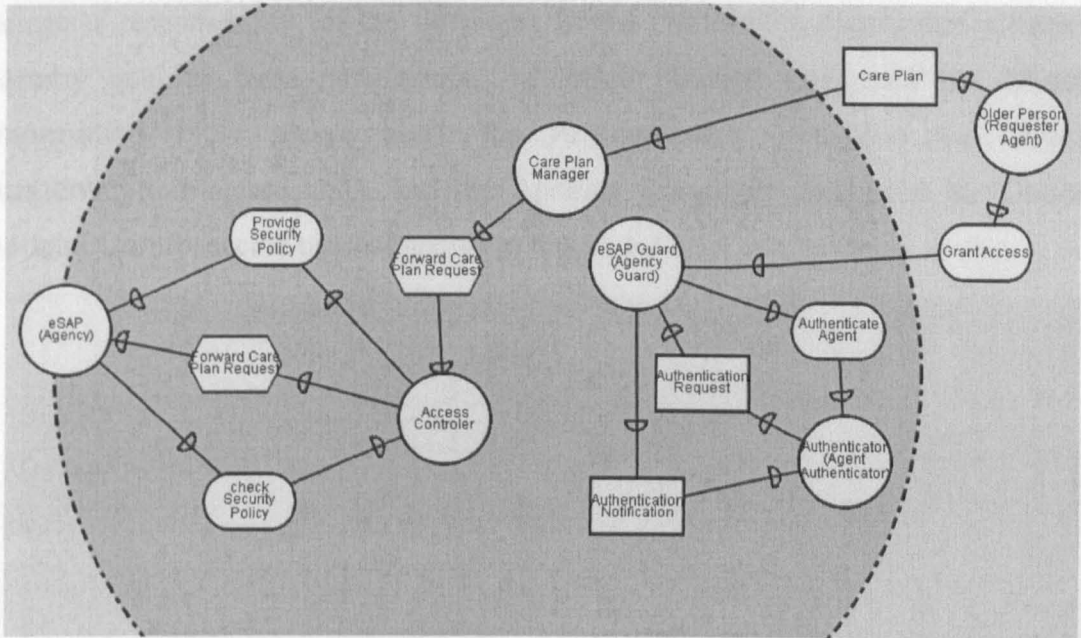 Care Plan
Older Person
(Requester
Agent)
Care Plan
Manager
Provide
Security
Policy
Forward Care
Plan Request
eSAP Guard
(Agency
Guard)
Grant Access
eSAP
(Agency)
Authenticate
Agent
Forward Care
Plan Request
Authentication
Request
Access
Controler
Authenticator
(Agent
Authenticator)
check
Security
Policy
Authentication
Notification